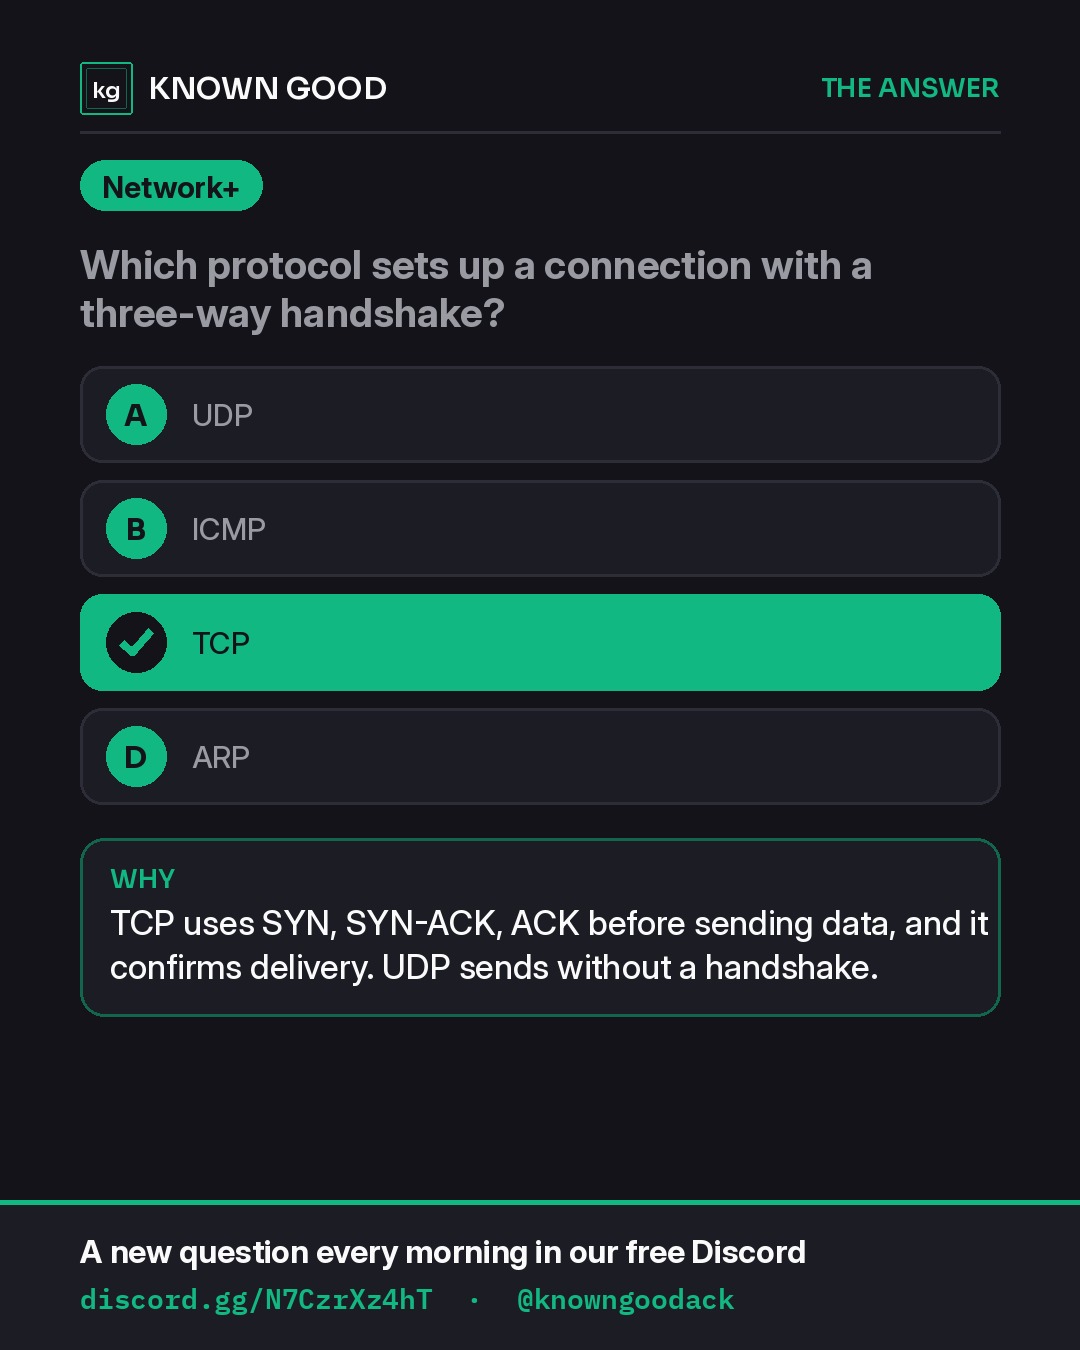 kg KNOWN GOOD
THE ANSWER
Network+
Which protocol sets up a connection with a
three-way handshake?
A UDP
B ICMP
TCP
D ARP
WHY
TCP uses SYN, SYN-ACK, ACK before sending data, and it
confirms delivery. UDP sends without a handshake.
A new question every morning in our free Discord
discord.gg/N7CzrXz4hT · @knowngoodack